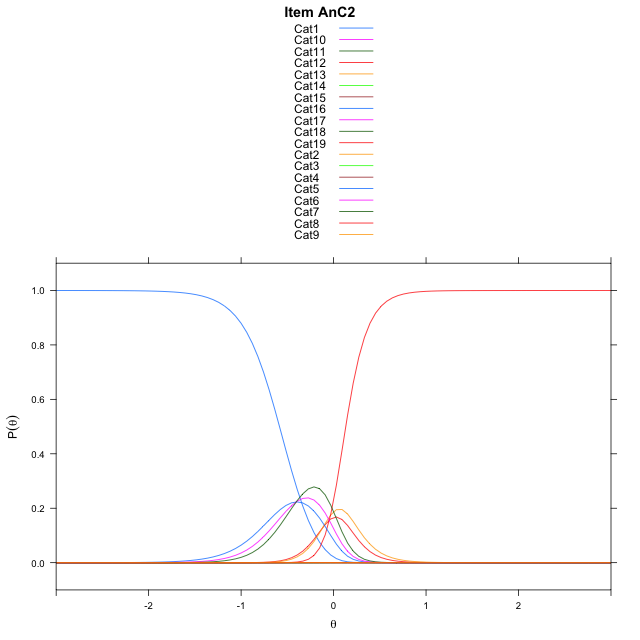 Item AnC2
Cat1
Cat10
Cat11
Cat12
Cat13
Cat14
Cat15
Cat16
Cat17
Cat18
Cat19
Cat2
Cat3
Cat4
Cat5
Cat6
Cat7
Cat8
Cat9
1.0
0.8
0.6
0.4
0.2
0.0
P(θ)
-2 -1 0 1 2
θ